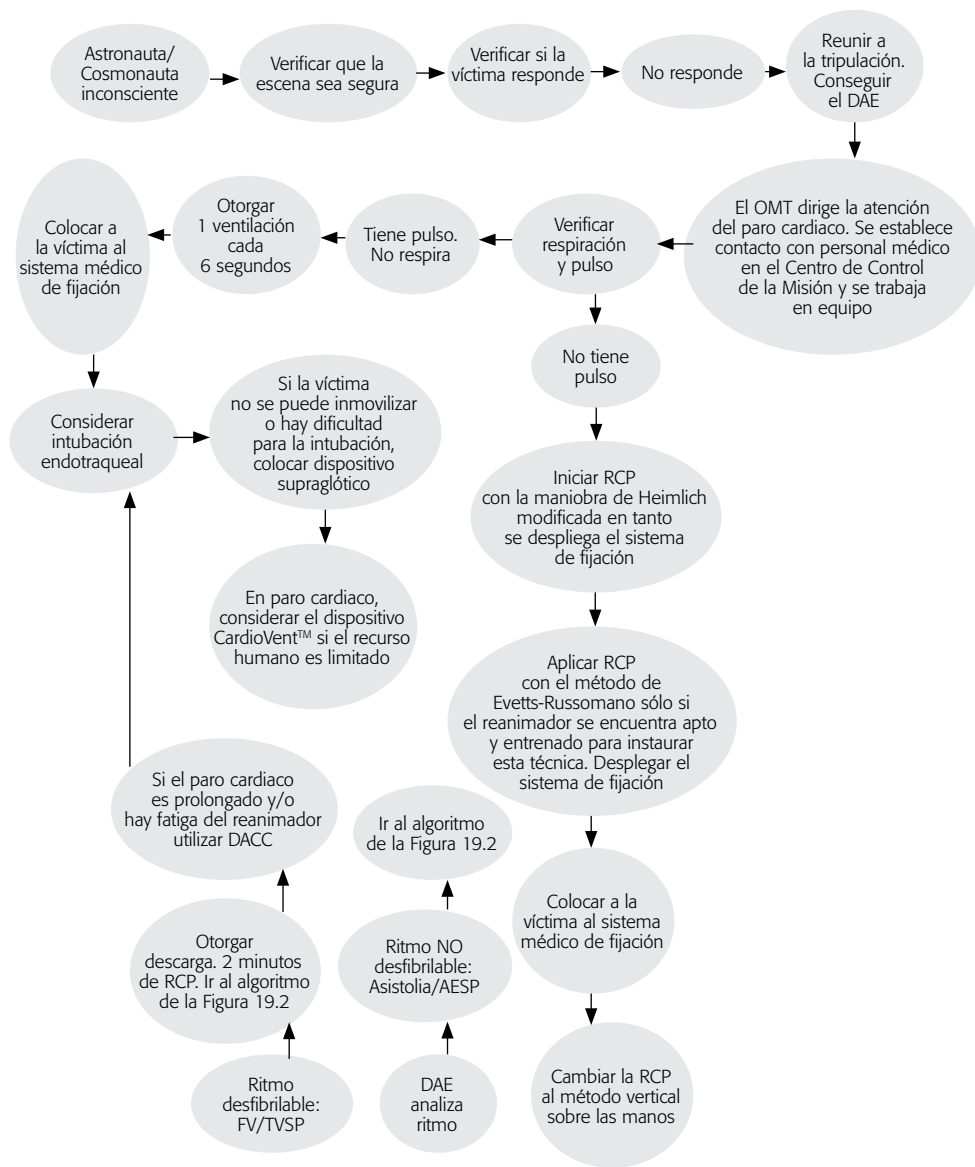 Astronauta/
Cosmonauta
inconsciente
Verificar que la
escena sea segura
Verificar si la
víctima responde
No responde
Reunir a
la tripulación.
Conseguir
el DAE
El OMT dirige la atención
del paro cardiaco. Se establece
contacto con personal médico
en el Centro de Control
de la Misión y se trabaja
en equipo
Verificar
respiración
y pulso
Tiene pulso.
No respira
Otorgar
1 ventilación
cada
6 segundos
Colocar a
la víctima al
sistema médico
de fijación
Considerar
intubación
endotraqueal
Si la víctima
no se puede inmovilizar
o hay dificultad
para la intubación,
colocar dispositivo
supraglótico
En paro cardiaco,
considerar el dispositivo
CardioVent™ si el recurso
humano es limitado
No tiene
pulso
Iniciar RCP
con la maniobra de Heimlich
modificada en tanto
se despliega el sistema
de fijación
Aplicar RCP
con el método de
Evetts-Russomano sólo si
el reanimador se encuentra apto
y entrenado para instaurar
esta técnica. Desplegar el
sistema de fijación
Colocar a la
víctima al sistema
médico de fijación
Cambiar la RCP
al método vertical
sobre las manos
DAE
analiza
ritmo
Ritmo NO
desfibrilable:
Asistolia/AESP
Ir al algoritmo
de la Figura 19.2
Ritmo
desfibrilable:
FV/TVSP
Otorgar
descarga. 2 minutos
de RCP. Ir al algoritmo
de la Figura 19.2
Si el paro cardiaco
es prolongado y/o
hay fatiga del reanimador
utilizar DACC